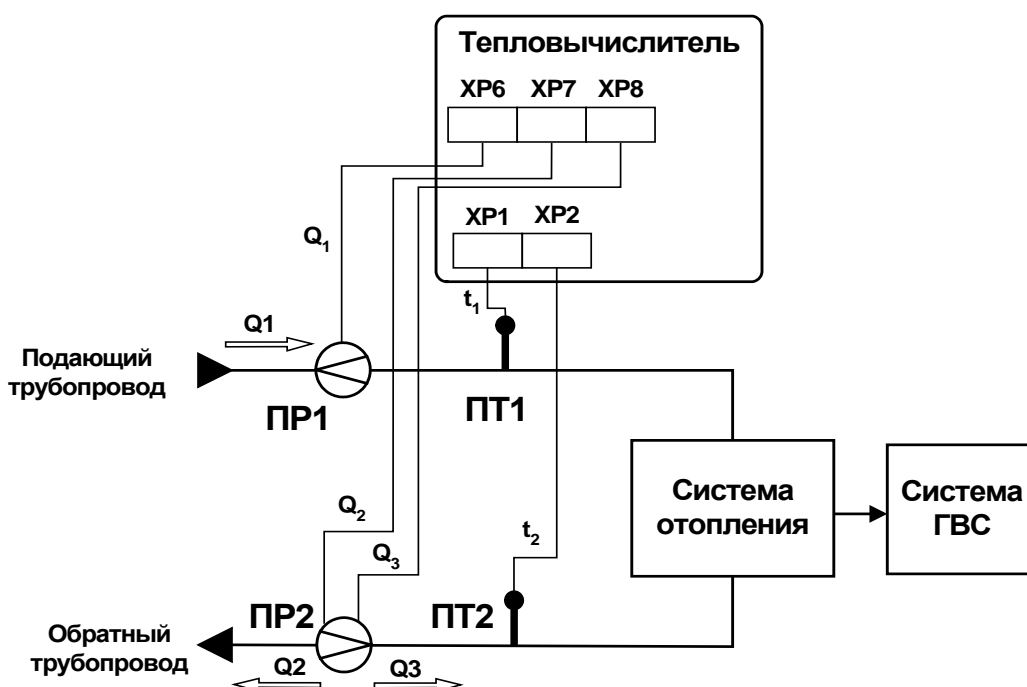 Тепловычислитель
XP6 XP7 XP8
XP1 XP2
Q1
t1
Q1
Подающий
трубопровод
ПР1
ПТ1
Система
отопления
Система
ГВС
Q2
Q3
t2
ПР2
ПТ2
Обратный
трубопровод
Q2
Q3